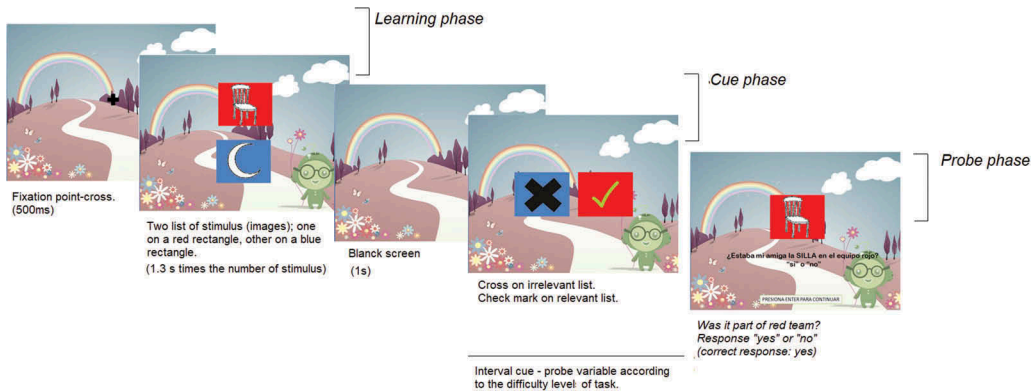 Learning phase
Cue phase
Probe phase
Fixation point-cross.
(500ms)
Two list of stimulus (images); one
on a red rectangle, other on a blue
rectangle.
(1.3 s times the number of stimulus)
Blanck screen
(1s)
Cross on irrelevant list.
Check mark on relevant list.
¿Estaba mi amiga la SILLA en el equipo rojo?
"si" o "no"
PRESIONA ENTER PARA CONTINUAR
Was it part of red team?
Response "yes" or "no"
(correct response: yes)
Interval cue - probe variable according
to the difficulty level of task.